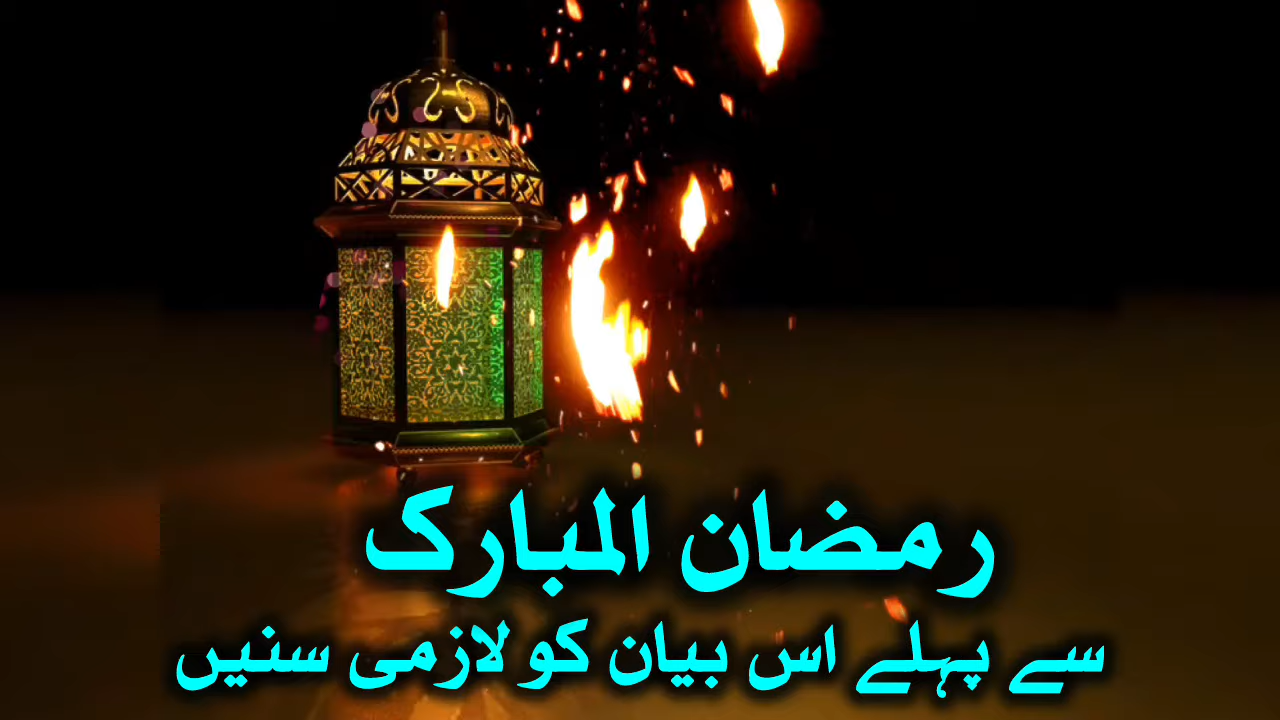 رمضان المبارک
سے پہلے اس بیان کو لازمی سنیں